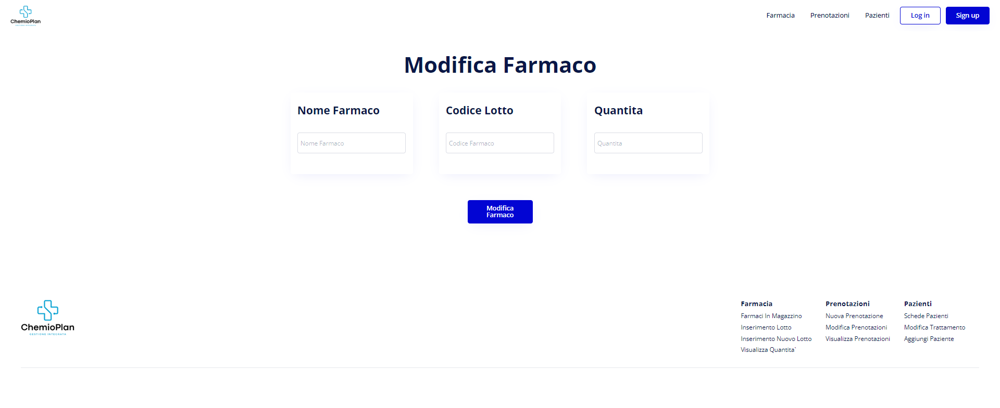 ChemioPlan
GESTIONE INTEGRATA
Farmacia
Prenotazioni
Pazienti
Log in
Sign up
Modifica Farmaco
Nome Farmaco
Codice Lotto
Quantita
Nome Farmaco
Codice Farmaco
Quantita
Modifica
Farmaco
ChemioPlan
GESTIONE INTEGRATA
Farmacia
Farmaci In Magazzino
Inserimento Lotto
Inserimento Nuovo Lotto
Visualizza Quantita`
Prenotazioni
Nuova Prenotazione
Modifica Prenotazioni
Visualizza Prenotazioni
Pazienti
Schede Pazienti
Modifica Trattamento
Aggiungi Paziente